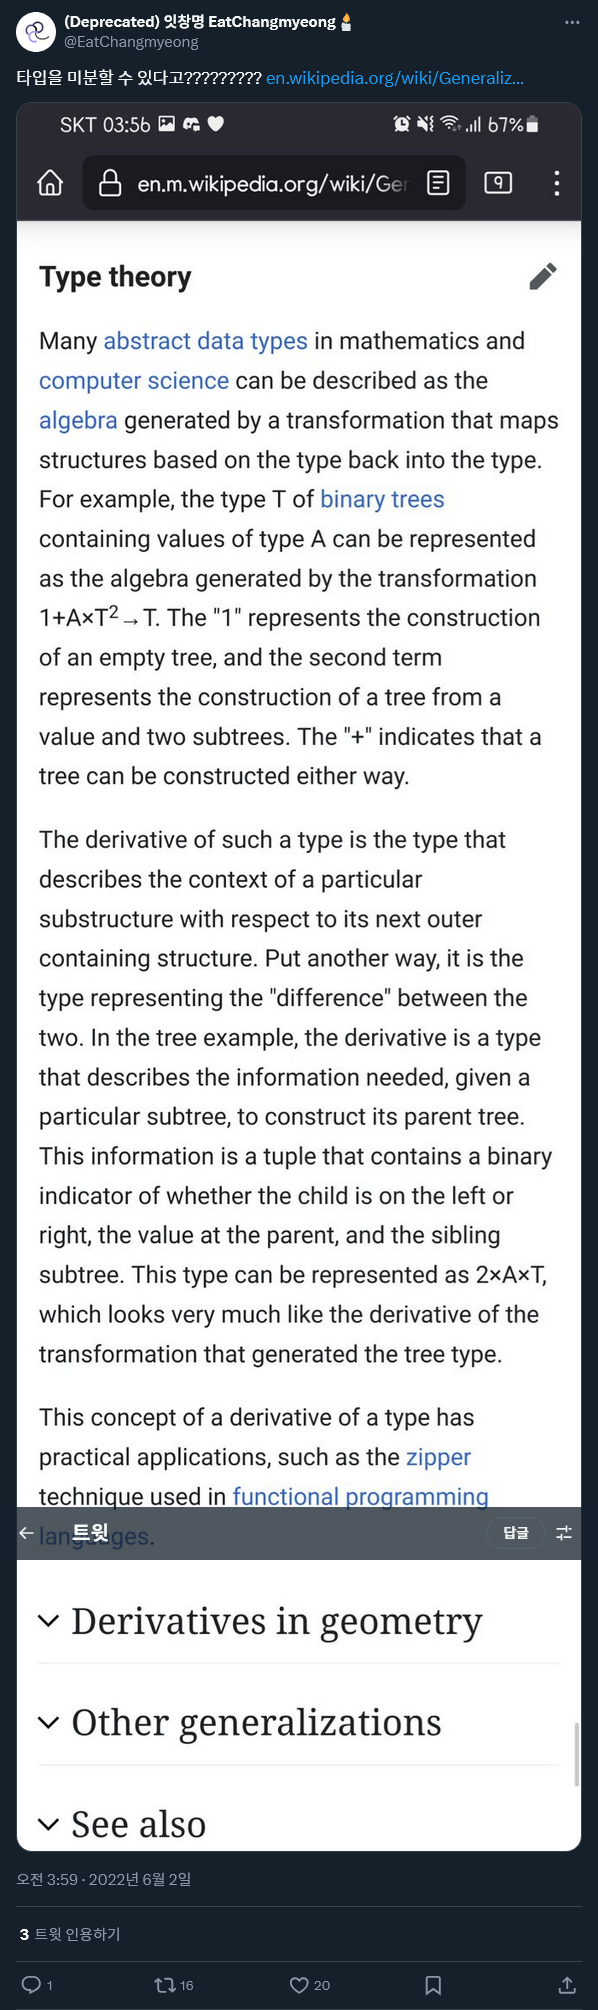 (Deprecated) 잇창명 EatChangmyeong🕯️
@EatChangmyeong
타입을 미분할 수 있다고????????? en.wikipedia.org/wiki/Generaliz...
SKT 03:56
67%
en.m.wikipedia.org/wiki/Ger
9
Type theory
Many abstract data types in mathematics and
computer science can be described as the
algebra generated by a transformation that maps
structures based on the type back into the type.
For example, the type T of binary trees
containing values of type A can be represented
as the algebra generated by the transformation
1+A×T²→T. The "1" represents the construction
of an empty tree, and the second term
represents the construction of a tree from a
value and two subtrees. The "+" indicates that a
tree can be constructed either way.
The derivative of such a type is the type that
describes the context of a particular
substructure with respect to its next outer
containing structure. Put another way, it is the
type representing the "difference" between the
two. In the tree example, the derivative is a type
that describes the information needed, given a
particular subtree, to construct its parent tree.
This information is a tuple that contains a binary
indicator of whether the child is on the left or
right, the value at the parent, and the sibling
subtree. This type can be represented as 2×A×T,
which looks very much like the derivative of the
transformation that generated the tree type.
This concept of a derivative of a type has
practical applications, such as the zipper
technique used in functional programming
languages.
트윗
답글
Derivatives in geometry
Other generalizations
See also
오전 3:59 · 2022년 6월 2일
3 트윗 인용하기
1
16
20